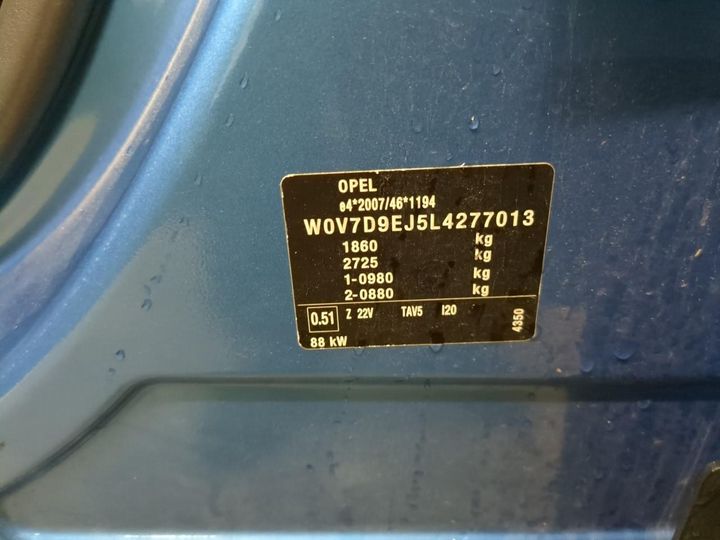 OPEL
e4*2007/46*1194
W0V7D9EJ5L4277013
1860 kg
2725 kg
1-0980 kg
2-0880 kg
0.51 Z 22V TAV5 I20 4350
88 kW